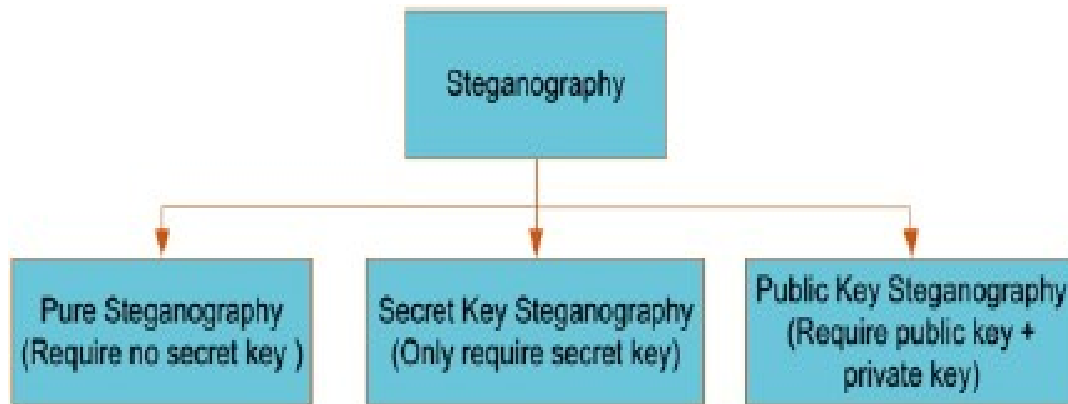 Steganography
Pure Steganography
(Require no secret key )
Secret Key Steganography
(Only require secret key)
Public Key Steganography
(Require public key +
private key)